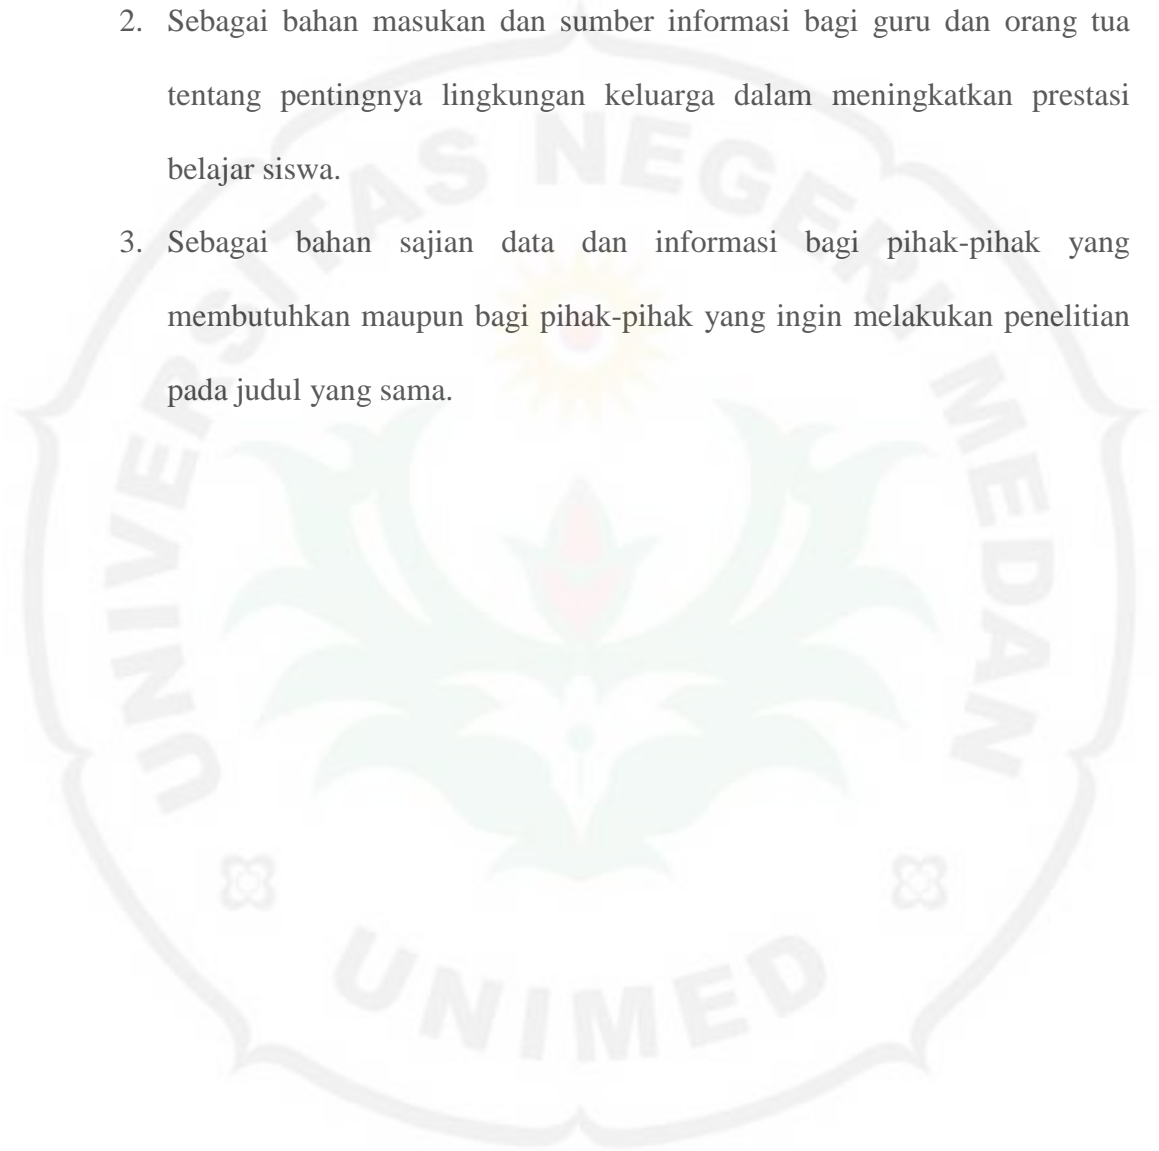 2. Sebagai bahan masukan dan sumber informasi bagi guru dan orang tua
tentang pentingnya lingkungan keluarga dalam meningkatkan prestasi
belajar siswa.
3. Sebagai bahan sajian data dan informasi bagi pihak-pihak yang
membutuhkan maupun bagi pihak-pihak yang ingin melakukan penelitian
pada judul yang sama.
UNIVERSITAS NEGERI MEDAN
UNIMED